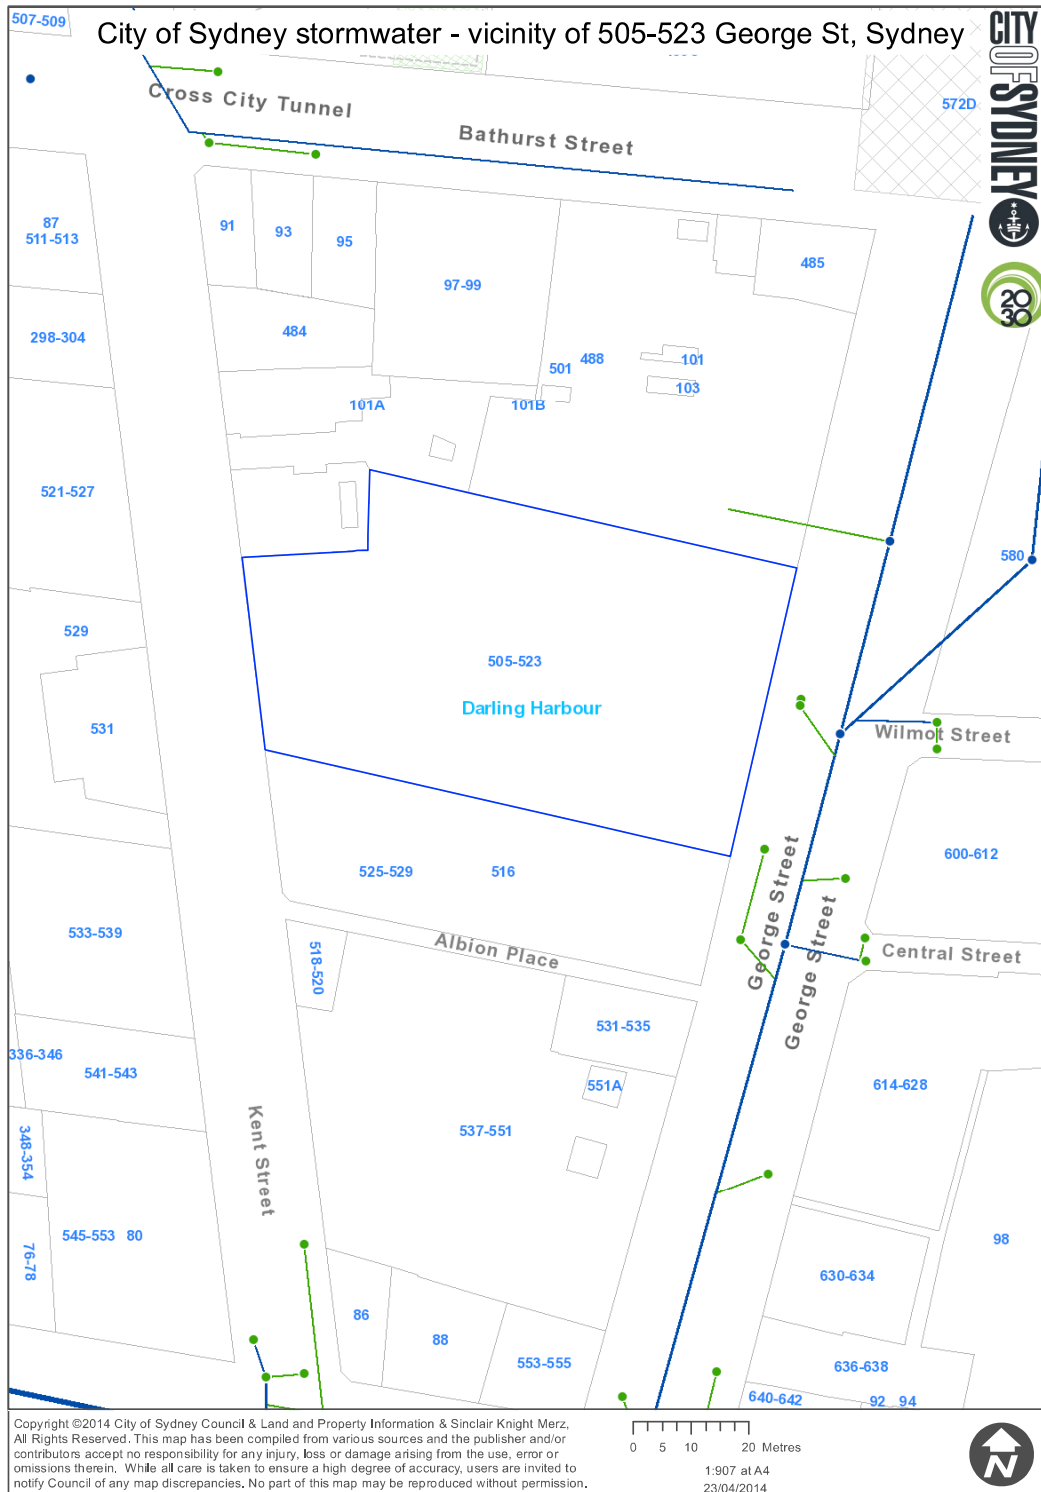 City of Sydney stormwater - vicinity of 505-523 George St, Sydney
CITY OF SYDNEY
2030
507-509
Cross City Tunnel
Bathurst Street
572D
87
511-513
91
93
95
97-99
485
298-304
484
501
488
101
103
101A
101B
521-527
580
529
505-523
Darling Harbour
531
Wilmot Street
525-529
516
600-612
George Street
George Street
533-539
518-520
Albion Place
Central Street
531-535
336-346
541-543
551A
614-628
348-354
Kent Street
537-551
545-553
80
76-78
98
630-634
86
88
553-555
636-638
640-642
92
94
Copyright ©2014 City of Sydney Council & Land and Property Information & Sinclair Knight Merz,
All Rights Reserved. This map has been compiled from various sources and the publisher and/or
contributors accept no responsibility for any injury, loss or damage arising from the use, error or
omissions therein. While all care is taken to ensure a high degree of accuracy, users are invited to
notify Council of any map discrepancies. No part of this map may be reproduced without permission.
0 5 10 20 Metres
1:907 at A4
23/04/2014
N